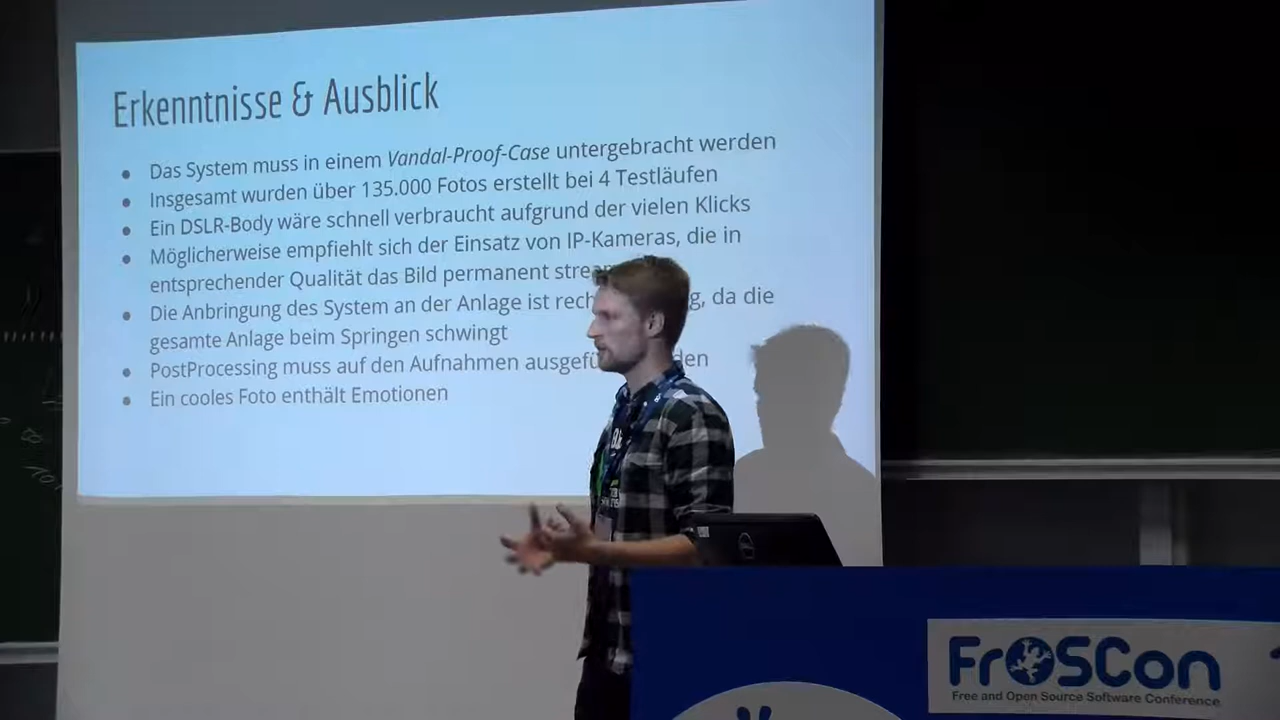 Erkenntnisse & Ausblick
Das System muss in einem Vandal-Proof-Case untergebracht werden
Insgesamt wurden über 135.000 Fotos erstellt bei 4 Testläufen
Ein DSLR-Body wäre schnell verbraucht aufgrund der vielen Klicks
Möglicherweise empfiehlt sich der Einsatz von IP-Kameras, die in
entsprechender Qualität das Bild permanent
Die Anbringung des System an der Anlage ist da die
gesamte Anlage beim Springen schwingt
PostProcessing muss auf den Aufnahmen
Ein cooles Foto enthält Emotionen
FrOSCon
Free and Open Source Software Conference